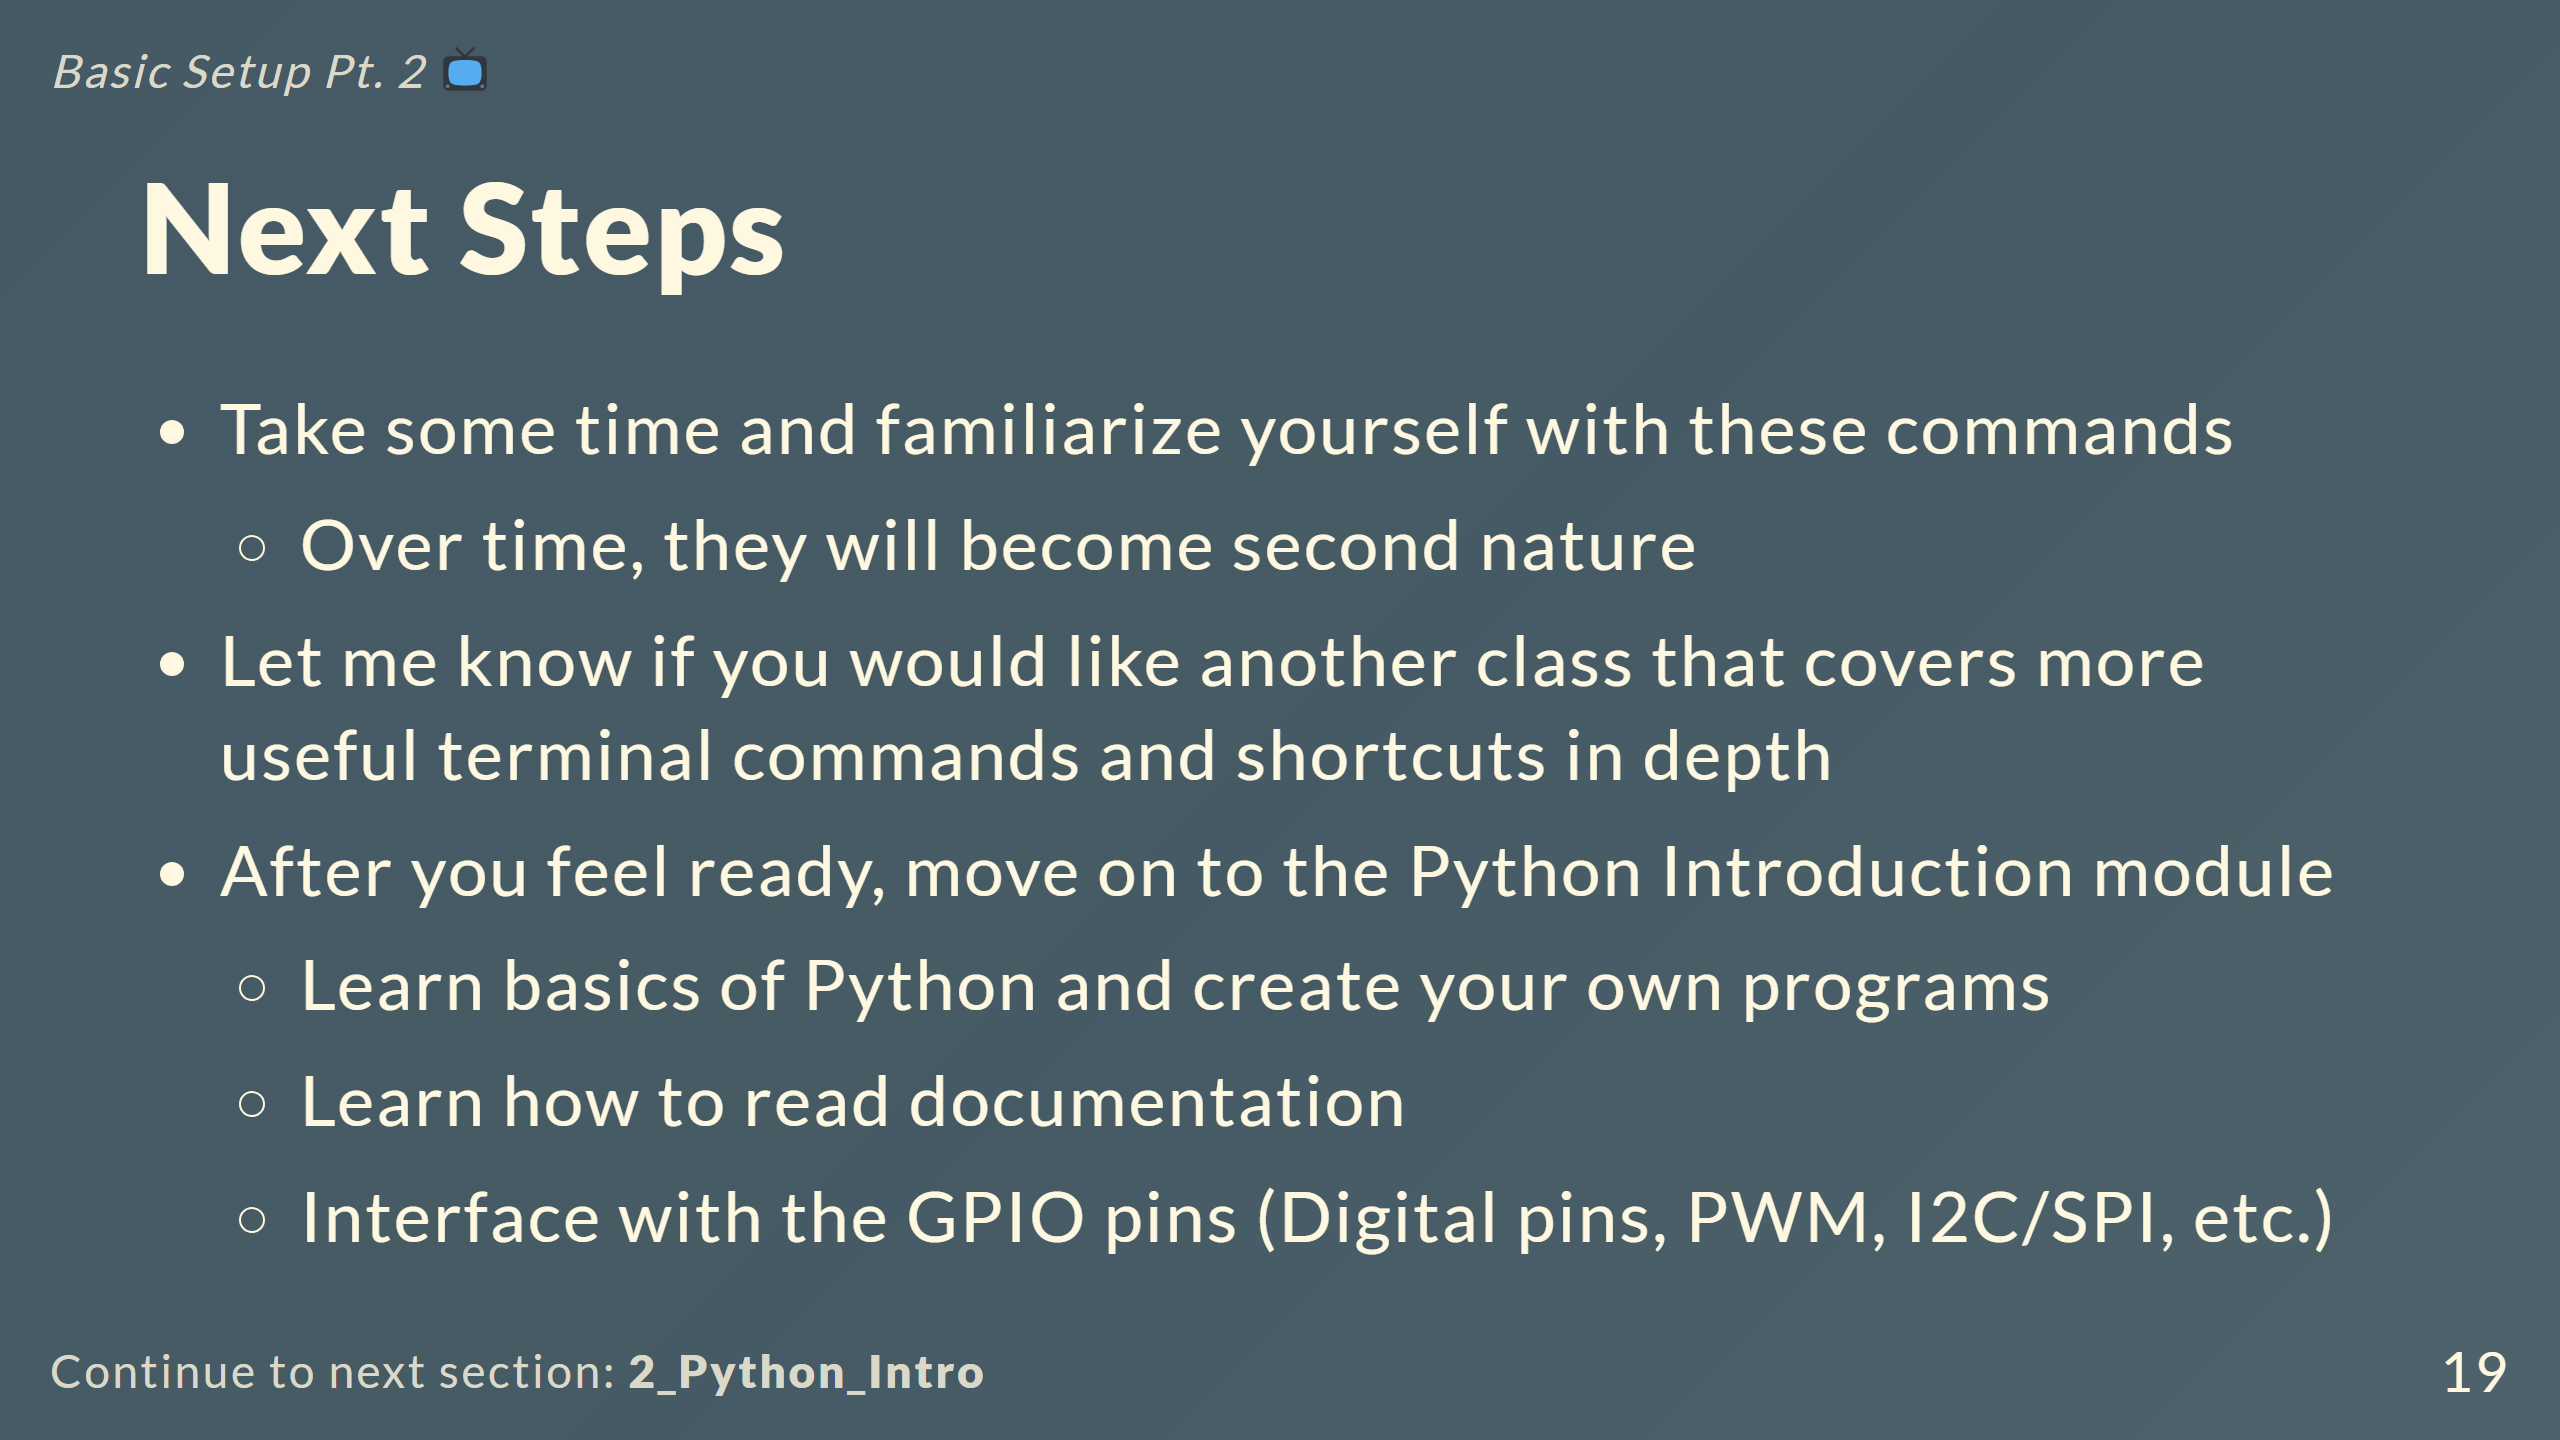 Basic Setup Pt. 2 📺
Next Steps
• Take some time and familiarize yourself with these commands
○ Over time, they will become second nature
• Let me know if you would like another class that covers more
useful terminal commands and shortcuts in depth
• After you feel ready, move on to the Python Introduction module
○ Learn basics of Python and create your own programs
○ Learn how to read documentation
○ Interface with the GPIO pins (Digital pins, PWM, I2C/SPI, etc.)
Continue to next section: 2_Python_Intro
19